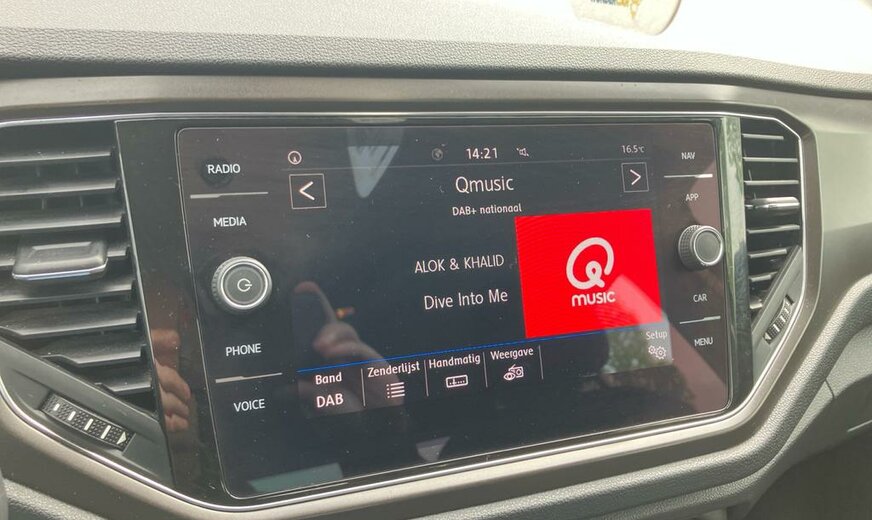 RADIO
MEDIA
PHONE
VOICE
14:21
16.5°C
<
Qmusic
>
DAB+ nationaal
ALOK & KHALID
Dive Into Me
Q
MUSIC
Setup
Band
DAB
Zenderlijst
Handmatig
Weergave
NAV
APP
CAR
MENU